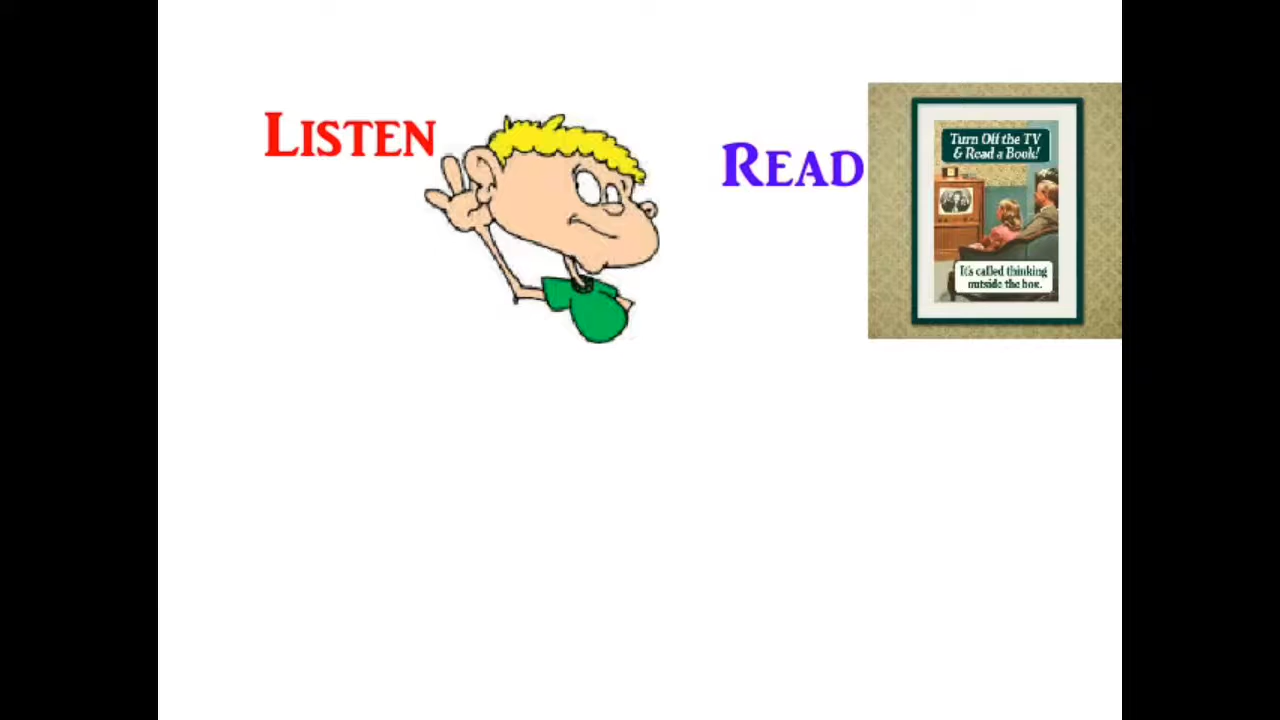 LISTEN
READ
Turn Off the TV
& Read a Book!
It's called thinking
outside the box.